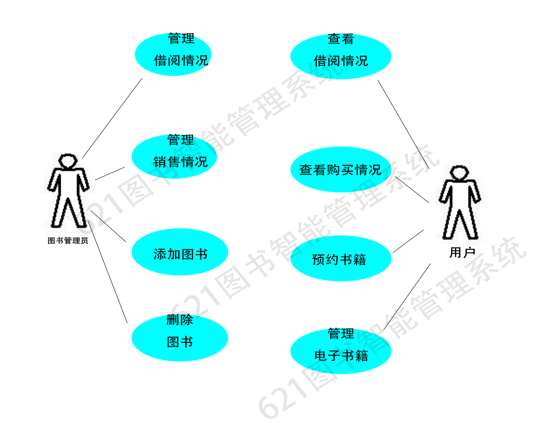 管理
借阅情况
查看
借阅情况
管理
销售情况
查看购买情况
图书管理员
用户
添加图书
预约书籍
删除
图书
管理
电子书籍
621图书智能管理系统
621图书智能管理系统
621图书智能管理系统